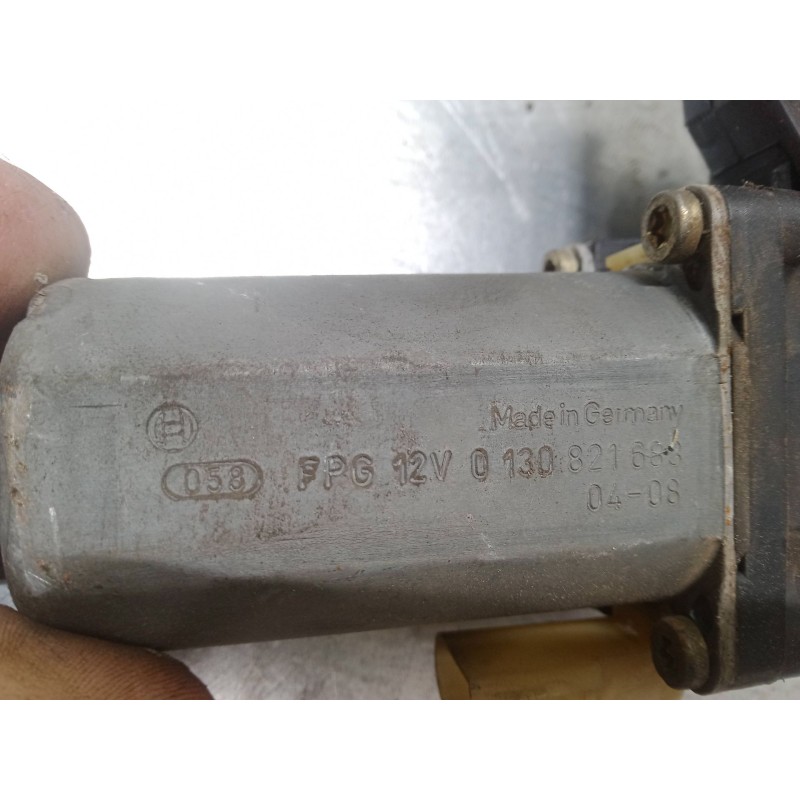 Made in Germany
058 FPG 12V 0 130 821 683
04-08